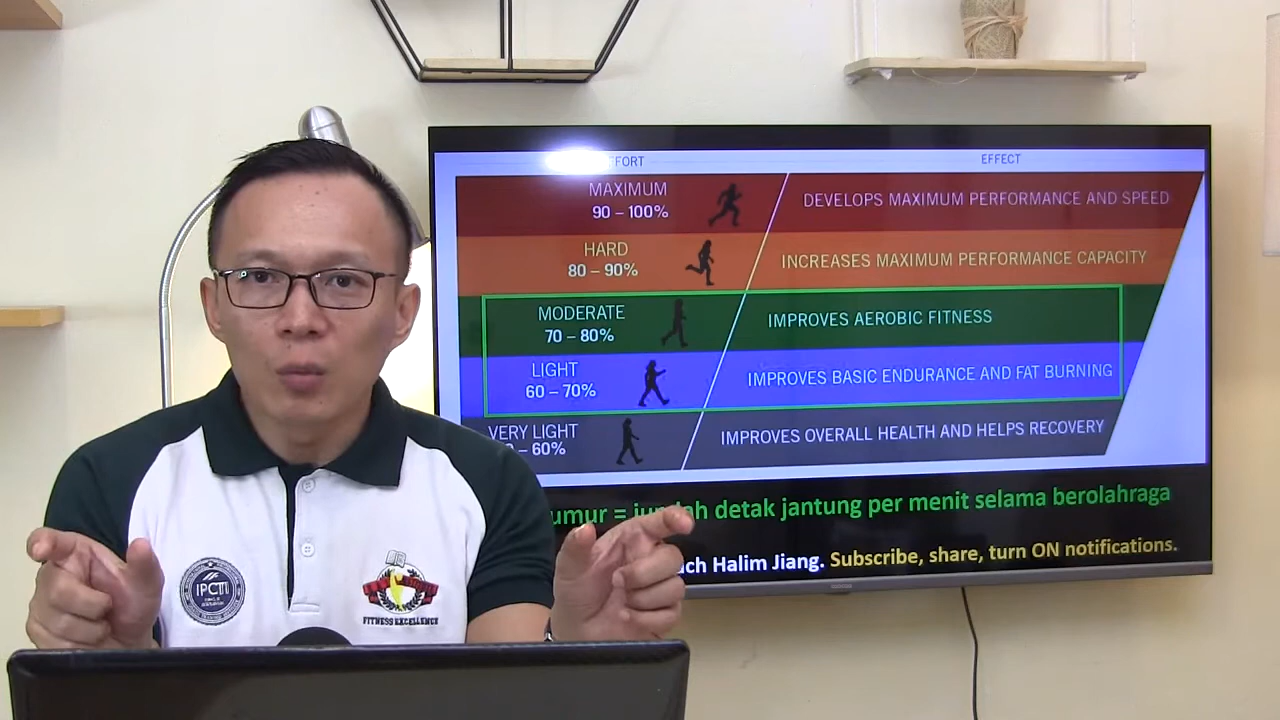 EFFECT
MAXIMUM
90 – 100%
DEVELOPS MAXIMUM PERFORMANCE AND SPEED
HARD
80 – 90%
INCREASES MAXIMUM PERFORMANCE CAPACITY
MODERATE
70 – 80%
IMPROVES AEROBIC FITNESS
LIGHT
60 – 70%
IMPROVES BASIC ENDURANCE AND FAT BURNING
VERY LIGHT
– 60%
IMPROVES OVERALL HEALTH AND HELPS RECOVERY
umur = detak jantung per menit selama berolahraga
Halim Jiang. Subscribe, share, turn ON notifications.
FITNESS EXCELLENCE